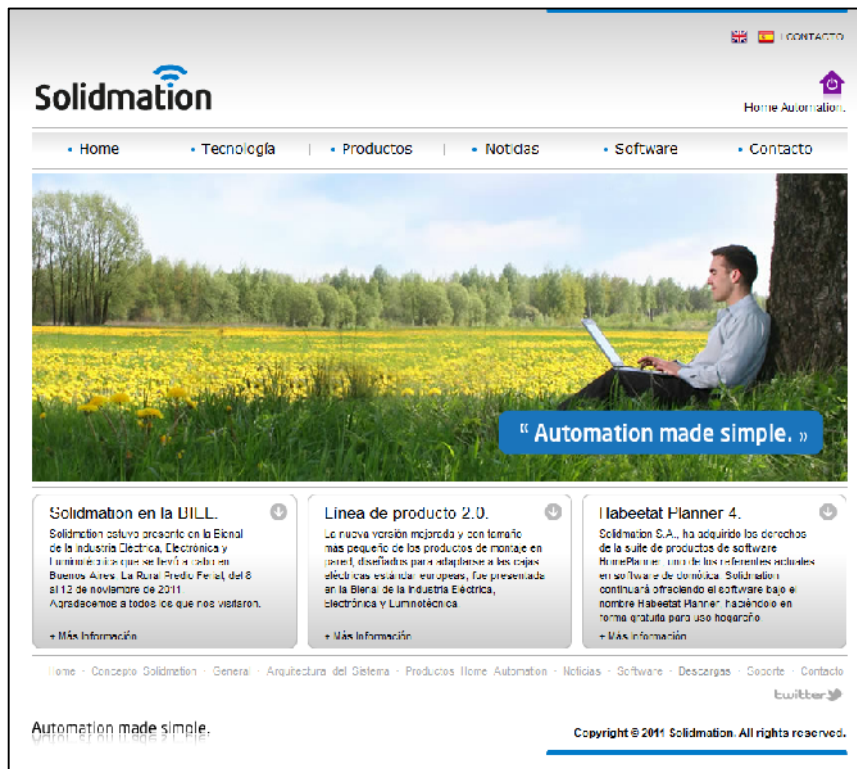 | CONTACTO
Solidmation
Home Automation.
• Home • Tecnología | • Productos | • Noticias • Software • Contacto
“ Automation made simple. »
Solidmation en la BIEL.
Solidmation estuvo presente en la Bienal
de la Industria Eléctrica, Electrónica y
Luminotécnica que se llevó a cabo en
Buenos Aires, La Rural Predio Ferial, del 8
al 12 de noviembre de 2011
Agradecemos a todos los que nos visitaron.
+ Más Información
Línea de producto 2.0.
La nueva versión mejorada y con tamaño
más pequeño de los productos de montaje en
pared, diseñados para adaptarse a las cajas
eléctricas estándar europeas, fue presentada
en la Bienal de la Industria Eléctrica,
Electrónica y Luminotécnica.
+ Más Información
Habeetat Planner 4.
Solidmation S.A., ha adquirido los derechos
de la suite de productos de software
HomePlanner, uno de los referentes actuales
en software de domótica. Solidmation
continuará ofreciendo el software bajo el
nombre Habeetat Planner, haciéndolo en
forma gratuita para uso hogareño.
+ Más Información
Home - Concepto Solidmation - General - Arquitectura del Sistema - Productos Home Automation - Noticias - Software - Descargas - Soporte - Contacto
twitter
Automation made simple.
Copyright © 2011 Solidmation. All rights reserved.